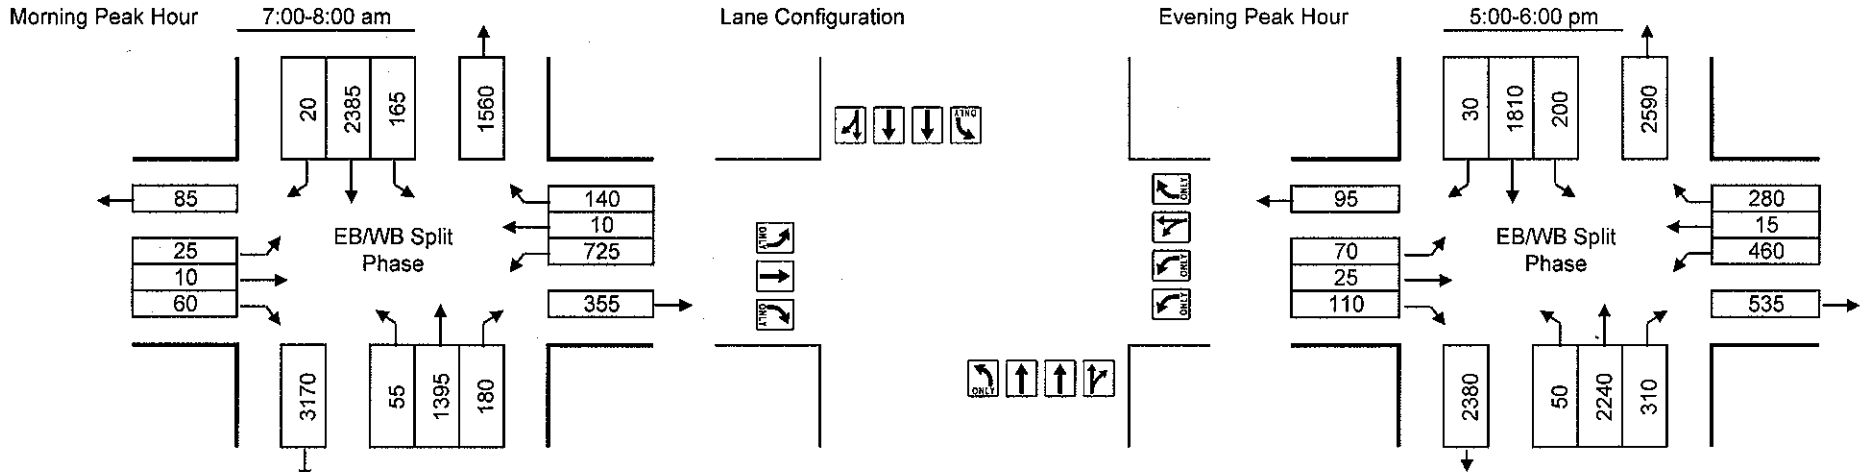 Morning Peak Hour 7:00-8:00 am Lane Configuration Evening Peak Hour 5:00-6:00 pm
20 2385 165 1560
85
25
10
60
EB/WB Split
Phase
140
10
725
355
3170 55 1395 180
ONLY
ONLY
ONLY
ONLY
ONLY
ONLY
ONLY
30 1810 200 2590
95
70
25
110
EB/WB Split
Phase
280
15
460
535
2380 50 2240 310